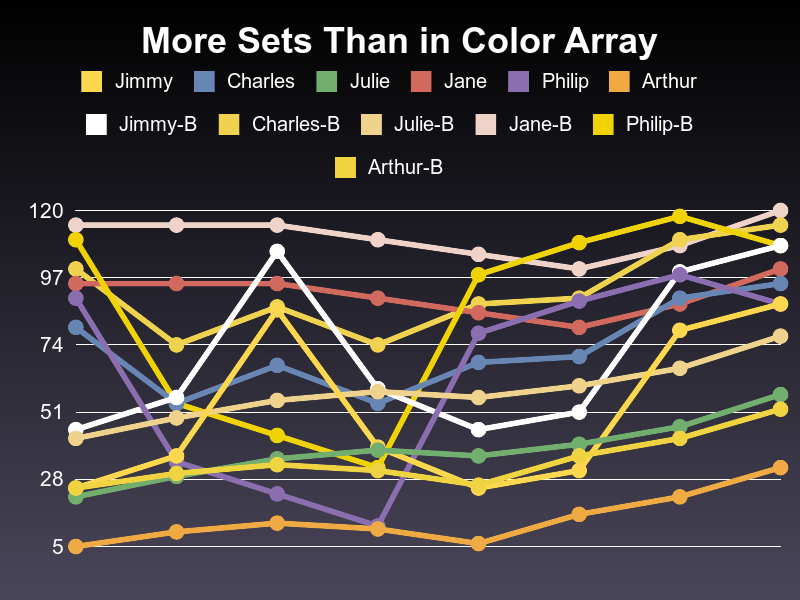 More Sets Than in Color Array
Jimmy Charles Julie Jane Philip Arthur
Jimmy-B Charles-B Julie-B Jane-B Philip-B
Arthur-B
120
97
74
51
28
5